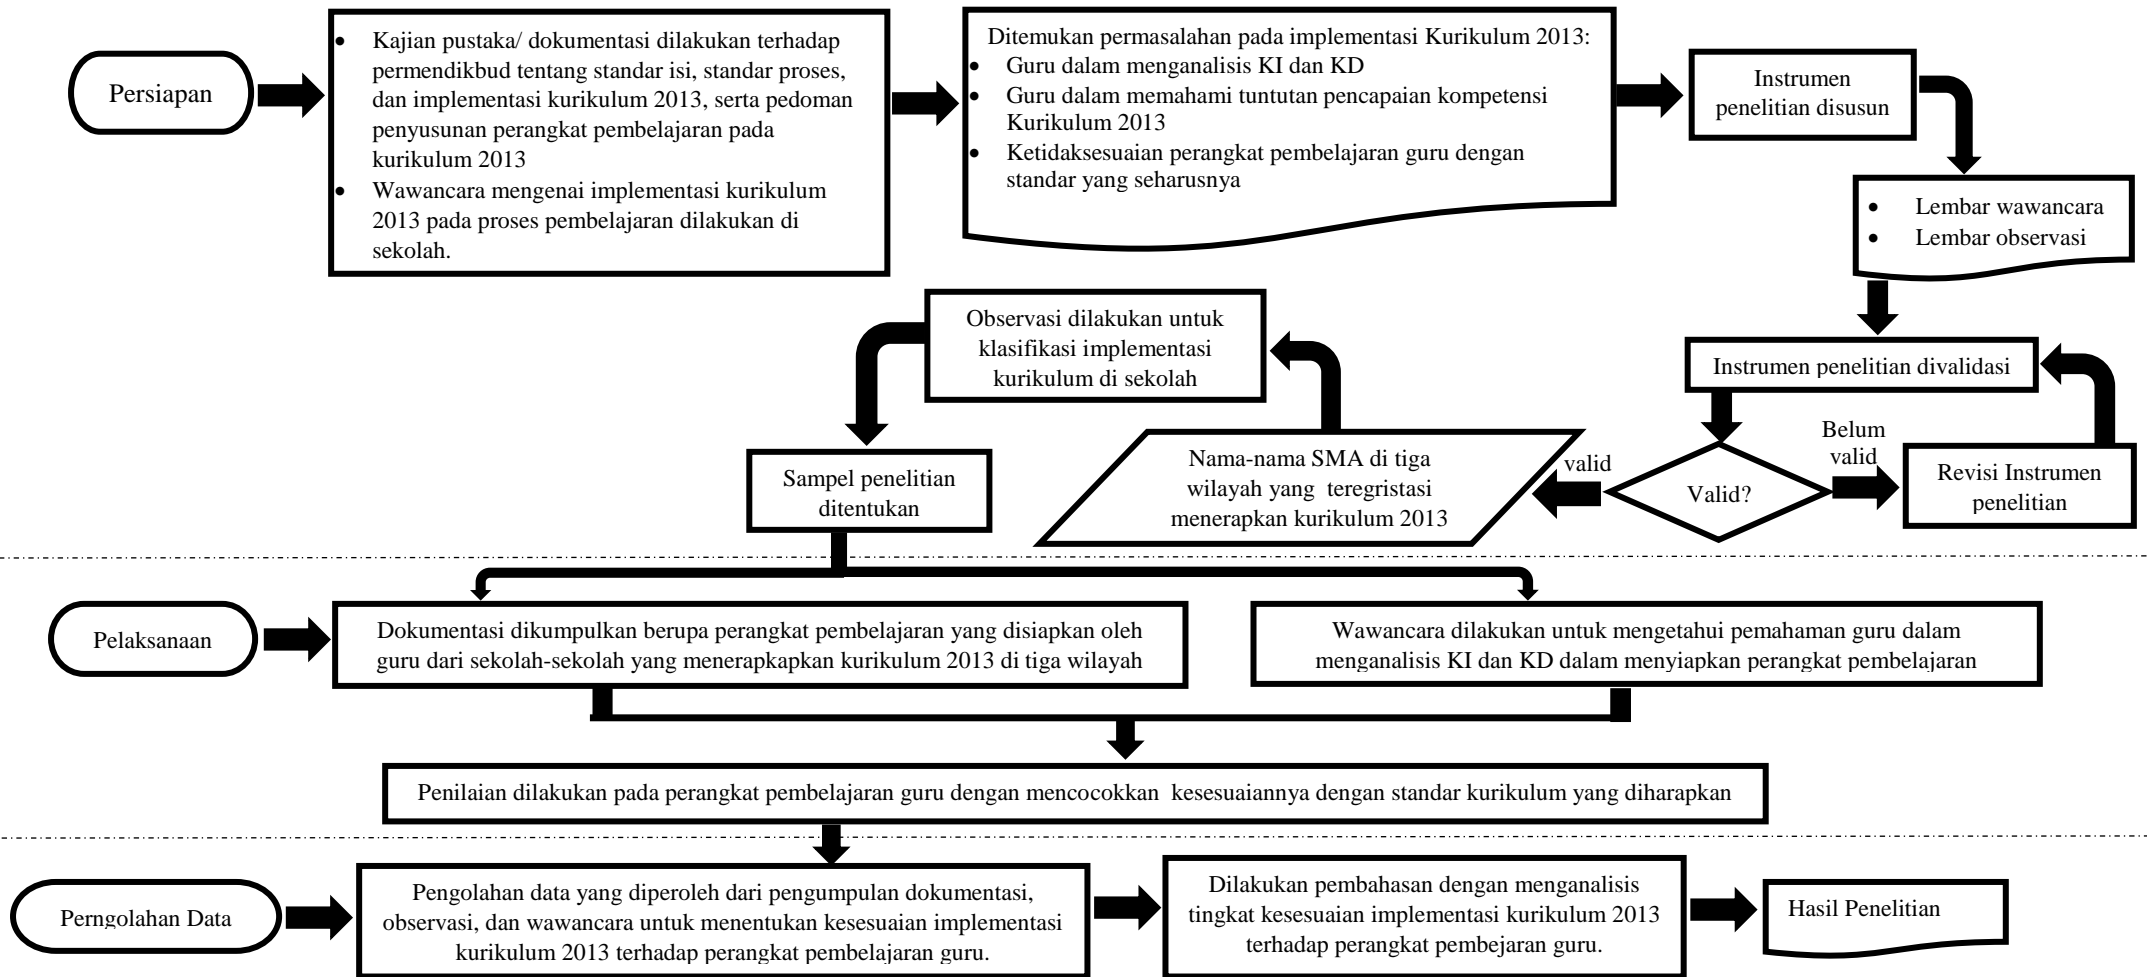 Persiapan
• Kajian pustaka/ dokumentasi dilakukan terhadap
permendikbud tentang standar isi, standar proses,
dan implementasi kurikulum 2013, serta pedoman
penyusunan perangkat pembelajaran pada
kurikulum 2013
• Wawancara mengenai implementasi kurikulum
2013 pada proses pembelajaran dilakukan di
sekolah.
Ditemukan permasalahan pada implementasi Kurikulum 2013:
• Guru dalam menganalisis KI dan KD
• Guru dalam memahami tuntutan pencapaian kompetensi
Kurikulum 2013
• Ketidaksesuaian perangkat pembelajaran guru dengan
standar yang seharusnya
Instrumen
penelitian disusun
• Lembar wawancara
• Lembar observasi
Instrumen penelitian divalidasi
Valid?
Belum
valid
Revisi Instrumen
penelitian
valid
Nama-nama SMA di tiga
wilayah yang teregristasi
menerapkan kurikulum 2013
Observasi dilakukan untuk
klasifikasi implementasi
kurikulum di sekolah
Sampel penelitian
ditentukan
Pelaksanaan
Dokumentasi dikumpulkan berupa perangkat pembelajaran yang disiapkan oleh
guru dari sekolah-sekolah yang menerapkapkan kurikulum 2013 di tiga wilayah
Wawancara dilakukan untuk mengetahui pemahaman guru dalam
menganalisis KI dan KD dalam menyiapkan perangkat pembelajaran
Penilaian dilakukan pada perangkat pembelajaran guru dengan mencocokkan kesesuaiannya dengan standar kurikulum yang diharapkan
Perngolahan Data
Pengolahan data yang diperoleh dari pengumpulan dokumentasi,
observasi, dan wawancara untuk menentukan kesesuaian implementasi
kurikulum 2013 terhadap perangkat pembelajaran guru.
Dilakukan pembahasan dengan menganalisis
tingkat kesesuaian implementasi kurikulum 2013
terhadap perangkat pembejaran guru.
Hasil Penelitian